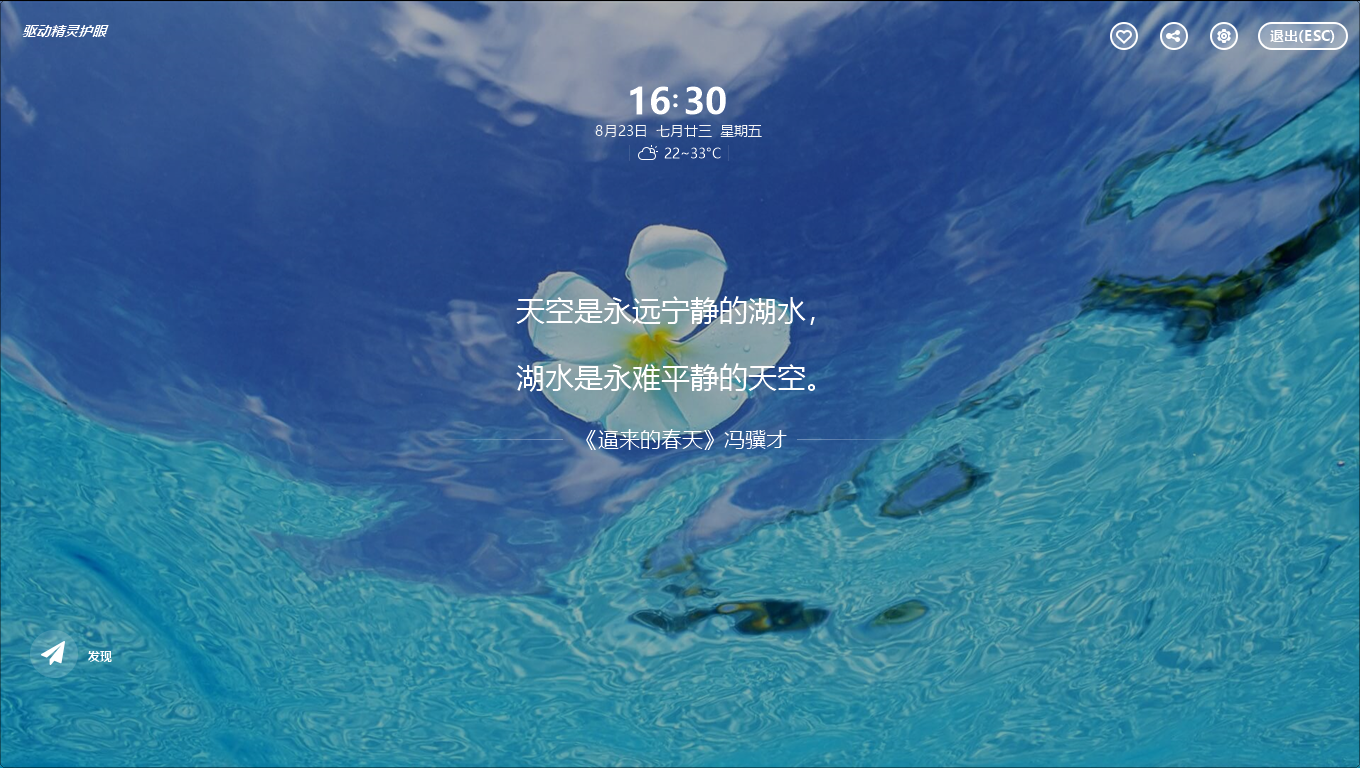 驱动精灵护眼
退出(ESC)
16:30
8月23日 七月廿三 星期五
22~33°C
天空是永远宁静的湖水，
湖水是永难平静的天空。
《逼来的春天》冯骥才
发现